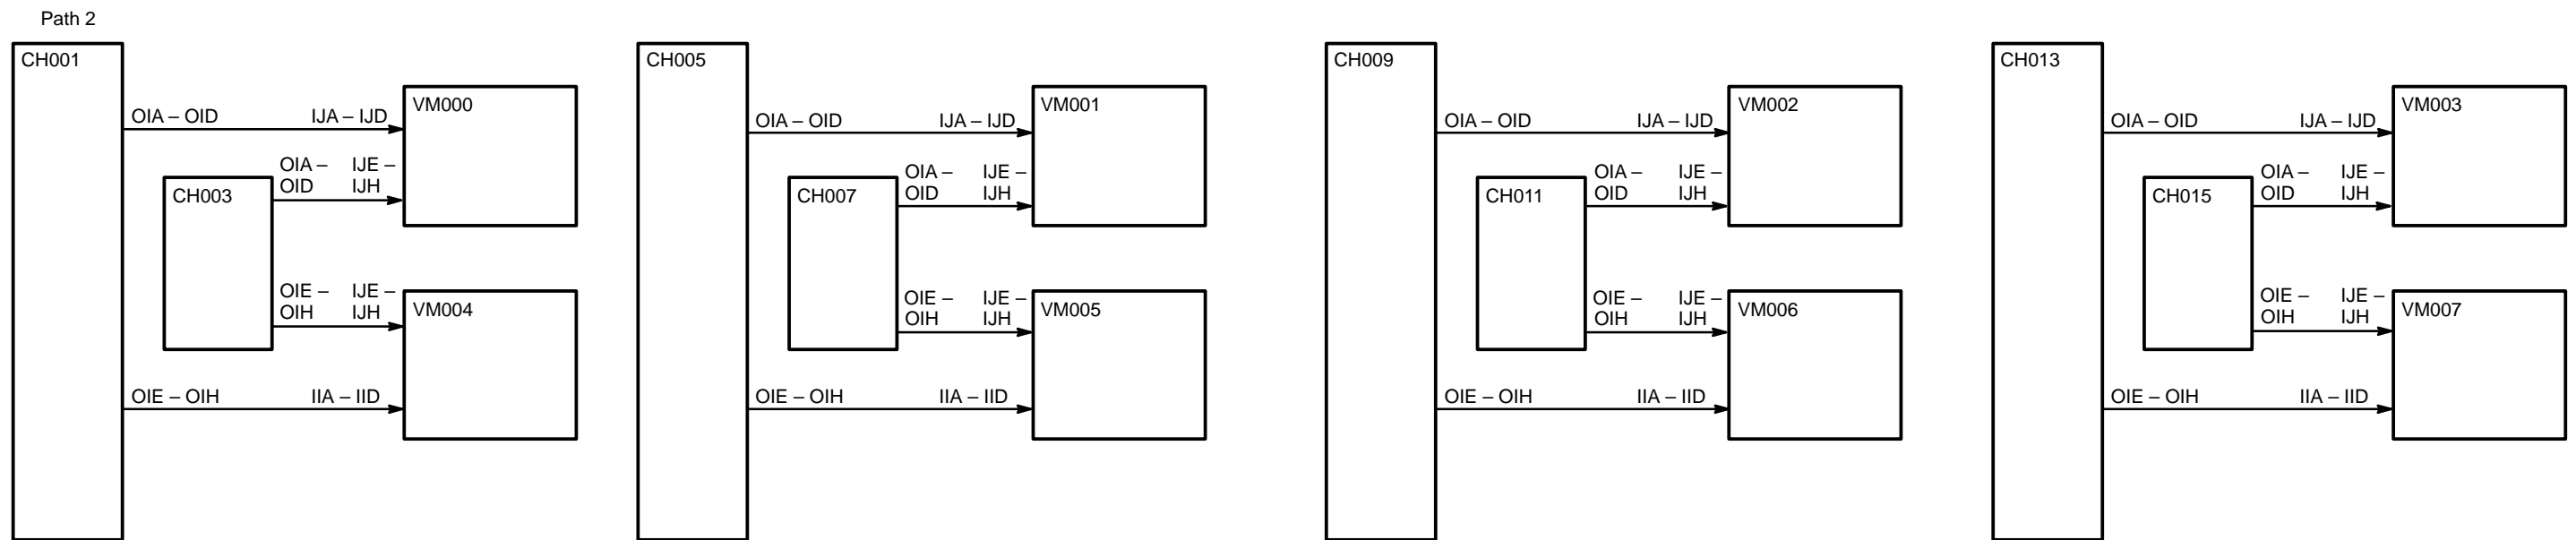 Path 2
CH001
OIA – OID IJA – IJD
VM000
CH003
OIA – IJE –
OID IJH
OIE – IJE –
OIH IJH
VM004
OIE – OIH IIA – IID
CH005
OIA – OID IJA – IJD
VM001
CH007
OIA – IJE –
OID IJH
OIE – IJE –
OIH IJH
VM005
OIE – OIH IIA – IID
CH009
OIA – OID IJA – IJD
VM002
CH011
OIA – IJE –
OID IJH
OIE – IJE –
OIH IJH
VM006
OIE – OIH IIA – IID
CH013
OIA – OID IJA – IJD
VM003
CH015
OIA – IJE –
OID IJH
OIE – IJE –
OIH IJH
VM007
OIE – OIH IIA – IID